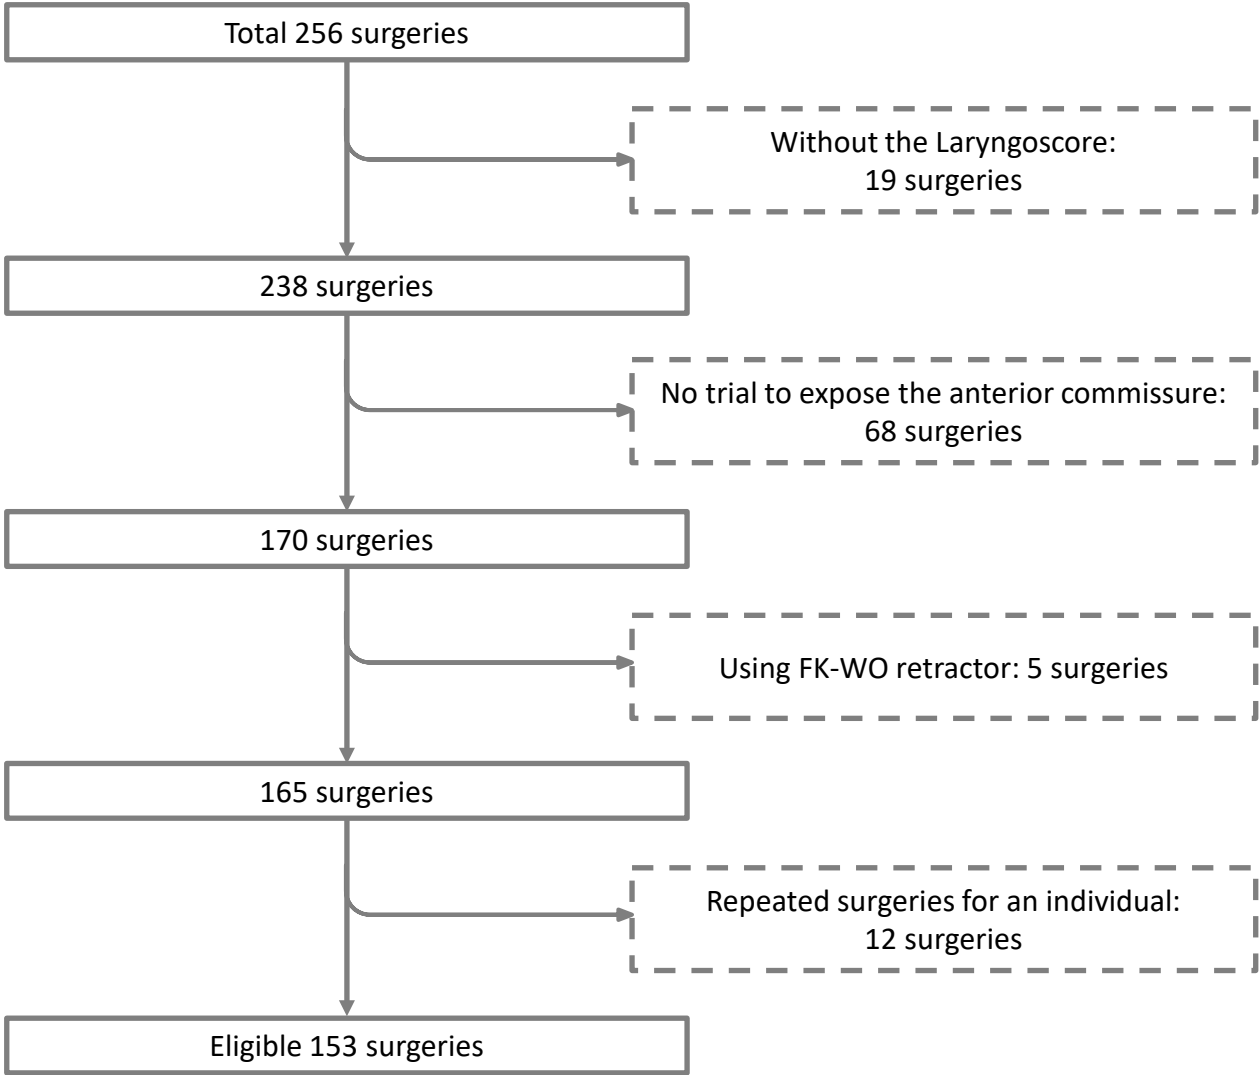 Total 256 surgeries
Without the Laryngoscore:
19 surgeries
238 surgeries
No trial to expose the anterior commissure:
68 surgeries
170 surgeries
Using FK-WO retractor: 5 surgeries
165 surgeries
Repeated surgeries for an individual:
12 surgeries
Eligible 153 surgeries